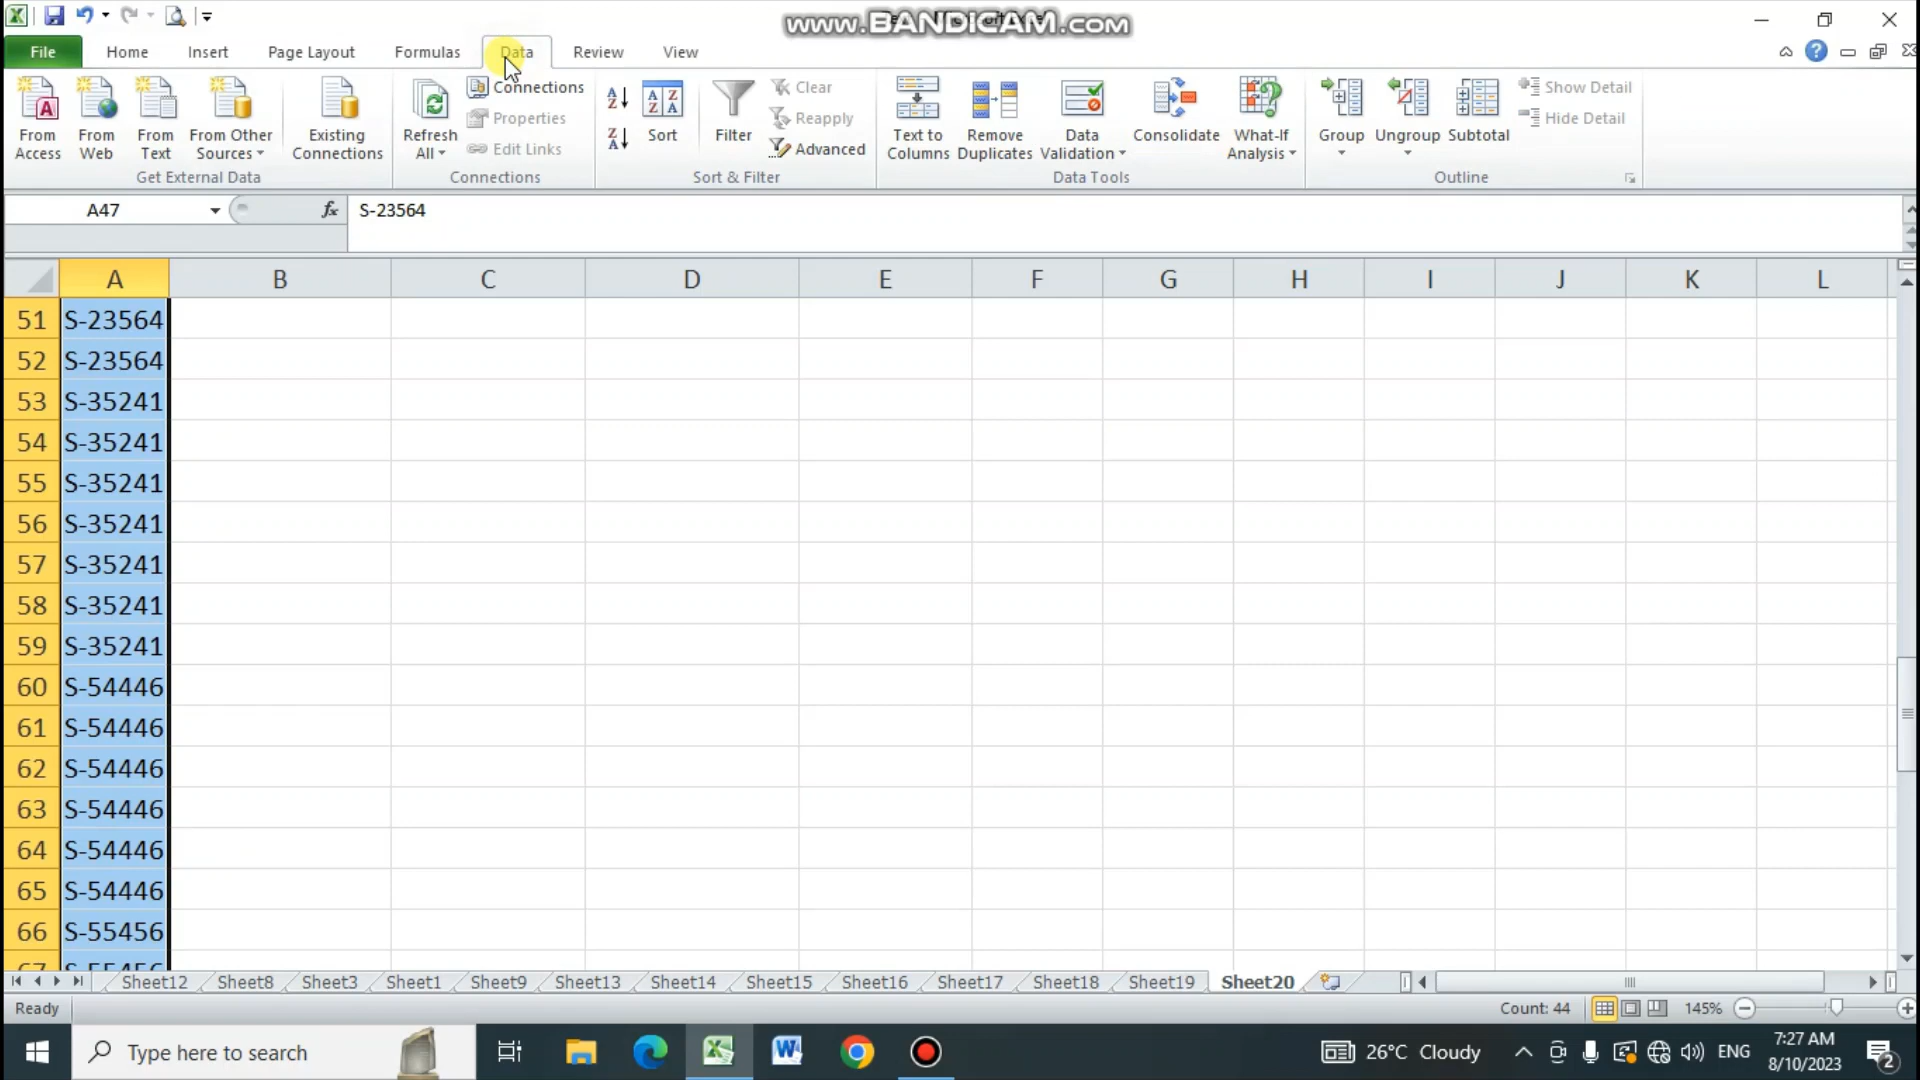 www.BANDICAM.com
File Home Insert Page Layout Formulas Data Review View
From Access
From Web
From Text
From Other Sources
Existing Connections
Get External Data
Refresh All
Connections
Properties
Edit Links
Connections
A Z
Z A
Sort
Filter
Clear
Reapply
Advanced
Sort & Filter
Text to Columns
Remove Duplicates
Data Validation
Consolidate
What-If Analysis
Data Tools
Group
Ungroup
Subtotal
Show Detail
Hide Detail
Outline
A47 fx S-23564
A B C D E F G H I J K L
51 S-23564
52 S-23564
53 S-35241
54 S-35241
55 S-35241
56 S-35241
57 S-35241
58 S-35241
59 S-35241
60 S-54446
61 S-54446
62 S-54446
63 S-54446
64 S-54446
65 S-54446
66 S-55456
67 S-55456
Sheet12 Sheet8 Sheet3 Sheet1 Sheet9 Sheet13 Sheet14 Sheet15 Sheet16 Sheet17 Sheet18 Sheet19 Sheet20
Ready Count: 44 145%
Type here to search 26°C Cloudy ENG 7:27 AM
8/10/2023 2